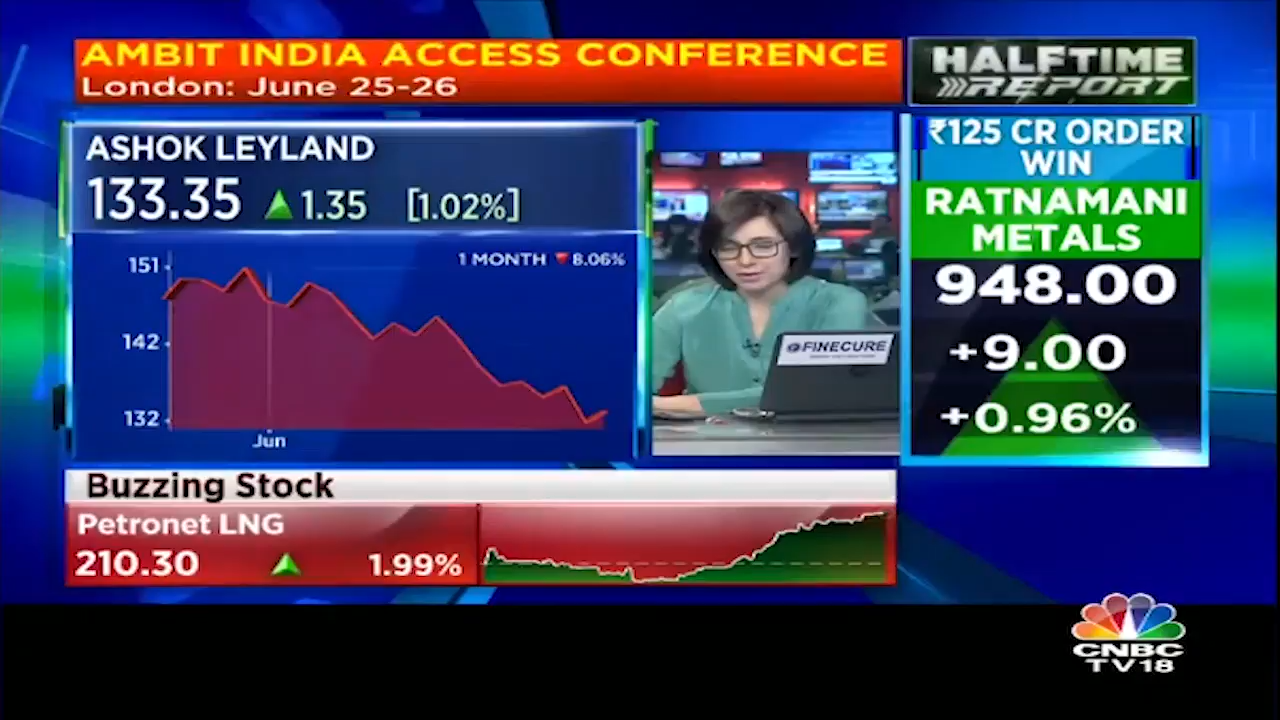 AMBIT INDIA ACCESS CONFERENCE
London: June 25-26
HALFTIME
REPORT
ASHOK LEYLAND
133.35 ▲ 1.35 [1.02%]
1 MONTH ▼ 8.06%
151
142
132
Jun
FINECURE
₹125 CR ORDER
WIN
RATNAMANI
METALS
948.00
+9.00
+0.96%
Buzzing Stock
Petronet LNG
210.30 ▲ 1.99%
CNBC
TV18